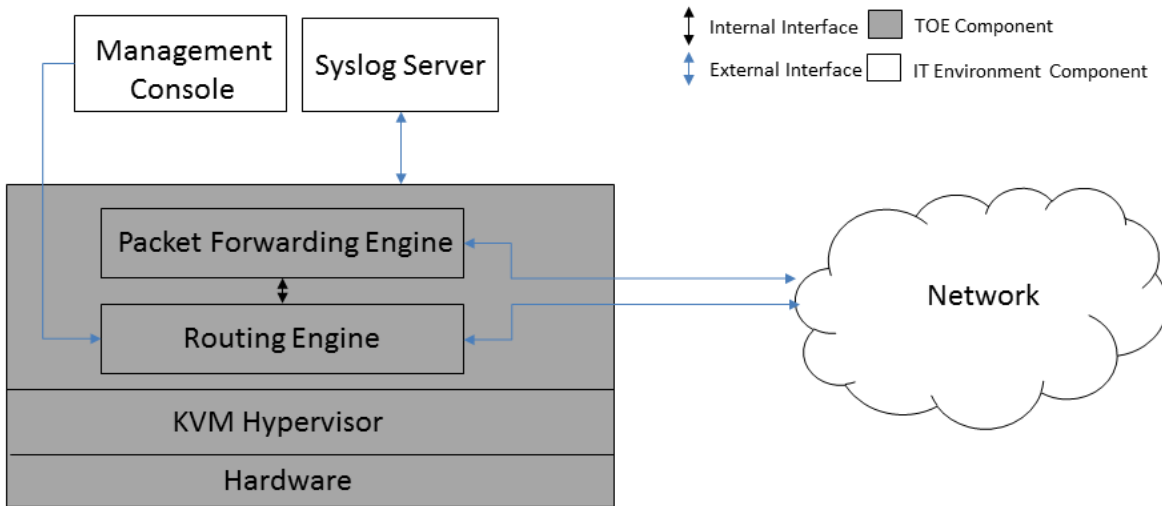 Management
Console
Syslog Server
Internal Interface
TOE Component
External Interface
IT Environment Component
Packet Forwarding Engine
Routing Engine
Network
KVM Hypervisor
Hardware